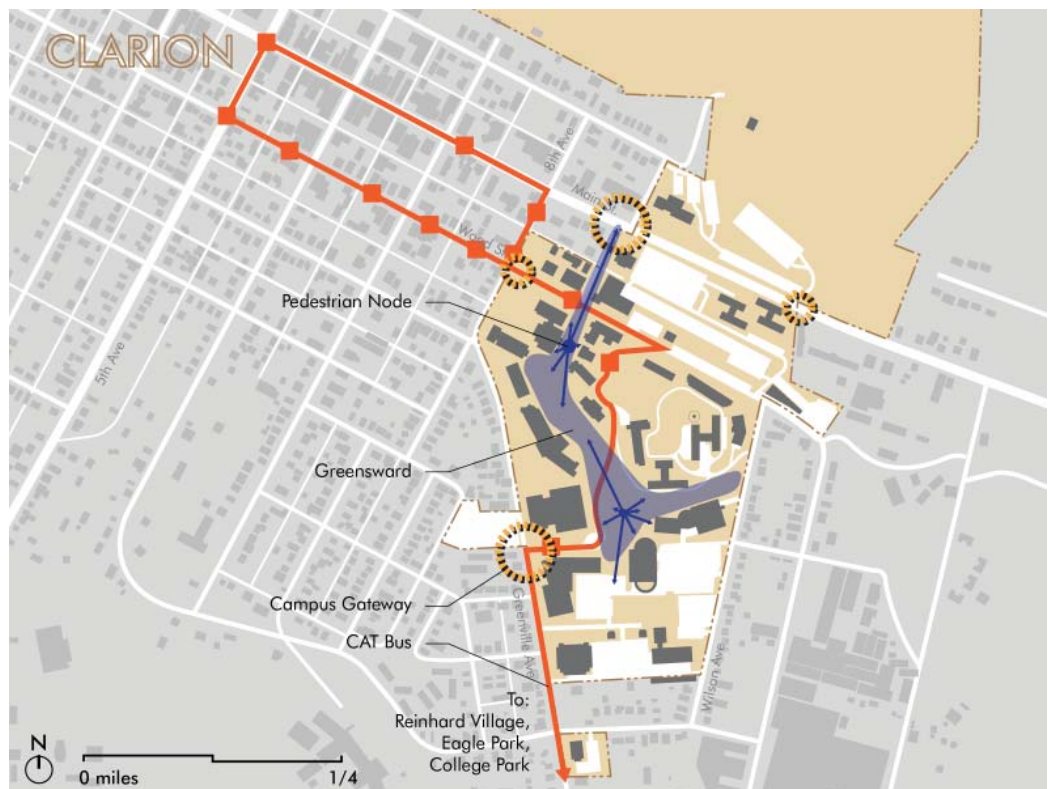 CLARION
8th Ave
Main St.
Wood St.
Pedestrian Node
5th Ave
Greensward
Campus Gateway
Greenville Ave
CAT Bus
Wilson Ave
To:
Reinhard Village,
Eagle Park,
College Park
N
0 miles
1/4